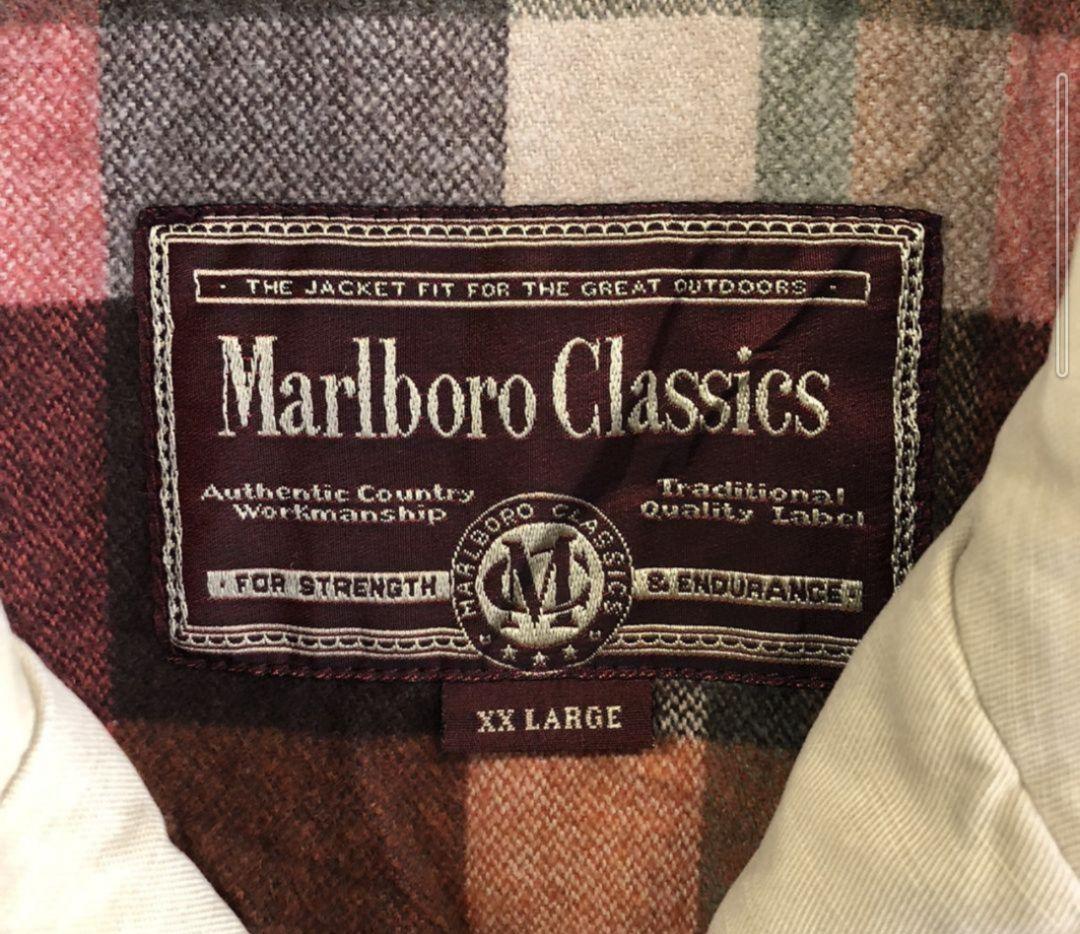 · THE JACKET FIT FOR THE GREAT OUTDOORS ·
Marlboro Classics
Authentic Country
Workmanship
Traditional
Quality Label
MARLBORO CLASSICS
MC
· FOR STRENGTH
& ENDURANCE ·
XX LARGE